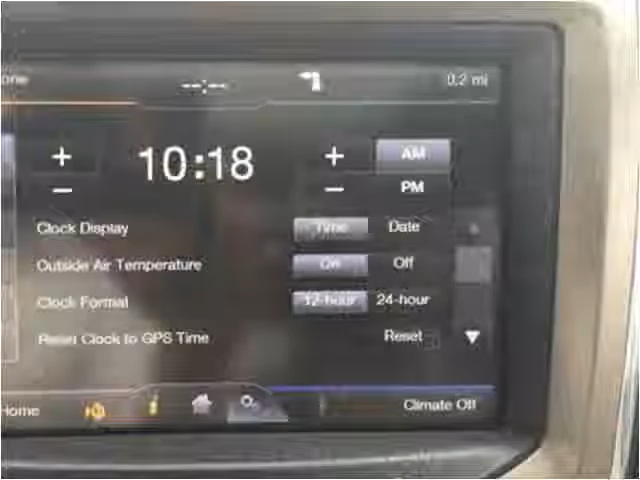 one --:-- 0.2 mi
+ 10:18 + AM
− − PM
Clock Display Time Date
Outside Air Temperature On Off
Clock Format 12-hour 24-hour
Reset Clock to GPS Time Reset
Home Climate Off